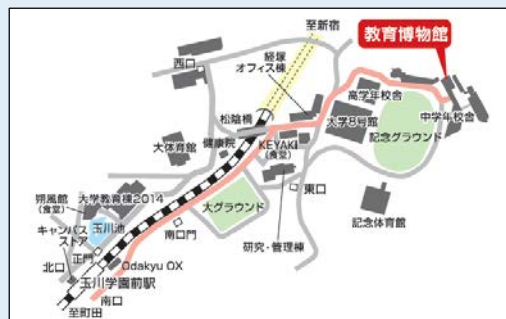 至新宿
教育博物館
経塚
オフィス棟
西口
高学年校舎
中学年校舎
松陰橋
大学8号館
記念グラウンド
健康院
KEYAKI
(食堂)
大体育館
東口
朔風館
(食堂)
大学教育棟2014
大グラウンド
記念体育館
玉川池
キャンパス
ストア
南口門
研究・管理棟
正門
北口
Odakyu OX
玉川学園前駅
南口
至町田